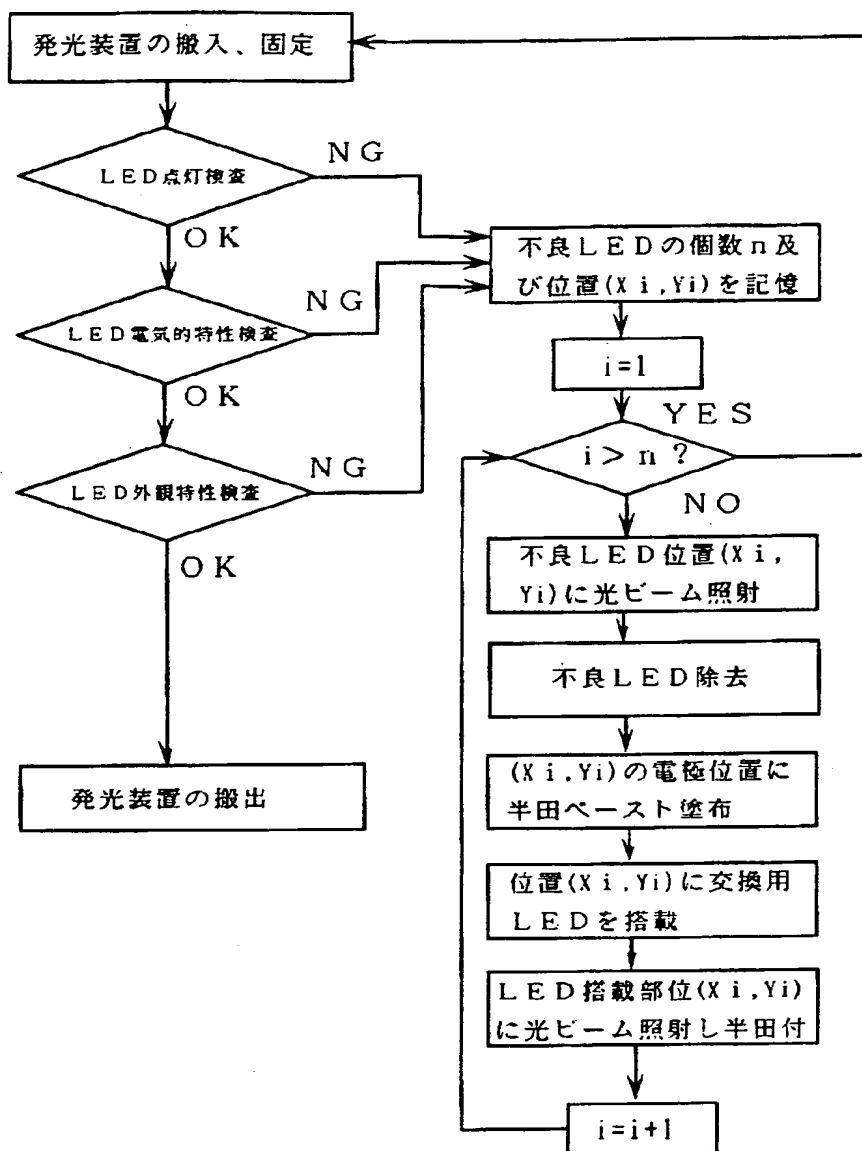 発光装置の搬入、固定
LED点灯検査
NG
OK
LED電気的特性検査
NG
OK
LED外観特性検査
NG
OK
発光装置の搬出
不良LEDの個数n及
び位置(Xi,Yi)を記憶
i=1
i>n?
YES
NO
不良LED位置(Xi,
Yi)に光ビーム照射
不良LED除去
(Xi,Yi)の電極位置に
半田ペースト塗布
位置(Xi,Yi)に交換用
LEDを搭載
LED搭載部位(Xi,Yi)
に光ビーム照射し半田付
i=i+1